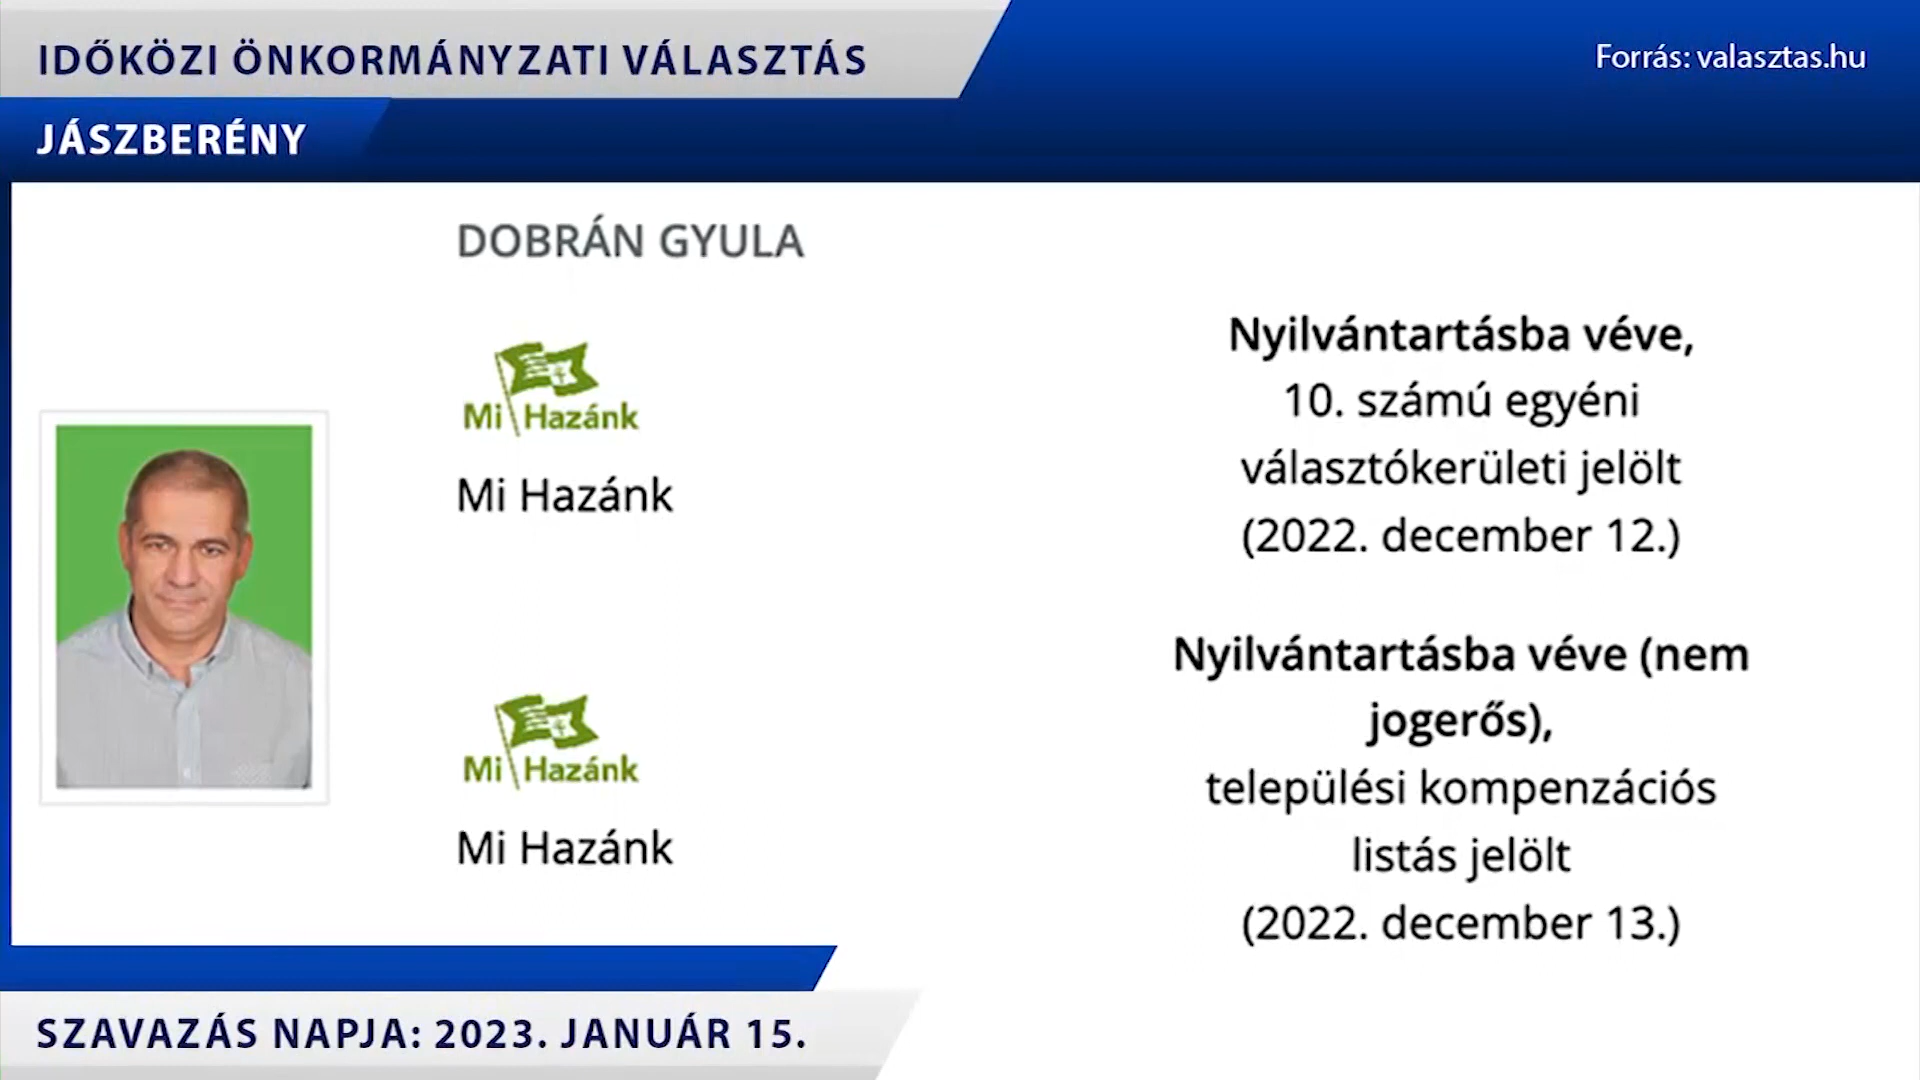 IDŐKÖZI ÖNKORMÁNYZATI VÁLASZTÁS
Forrás: valasztas.hu
JÁSZBERÉNY
DOBRÁN GYULA
Mi Hazánk
Mi Hazánk
Nyilvántartásba véve,
10. számú egyéni
választókerületi jelölt
(2022. december 12.)
Mi Hazánk
Mi Hazánk
Nyilvántartásba véve (nem
jogerős),
települési kompenzációs
listás jelölt
(2022. december 13.)
SZAVAZÁS NAPJA: 2023. JANUÁR 15.